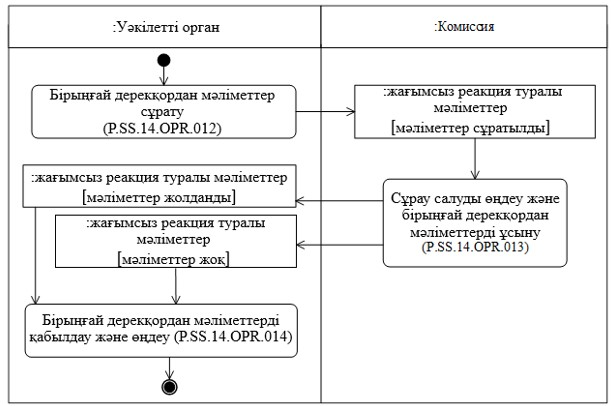 :Уәкілетті орган
:Комиссия
Бірыңғай дерекқордан мәліметтер
сұрату
(P.SS.14.OPR.012)
:жағымсыз реакция туралы
мәліметтер
[мәліметтер сұратылды]
:жағымсыз реакция туралы мәліметтер
[мәліметтер жолданды]
Сұрау салуды өңдеу және
бірыңғай дерекқордан
мәліметтерді ұсыну
(P.SS.14.OPR.013)
:жағымсыз реакция туралы
мәліметтер
[мәліметтер жоқ]
Бірыңғай дерекқордан мәліметтерді
қабылдау және өңдеу (P.SS.14.OPR.014)